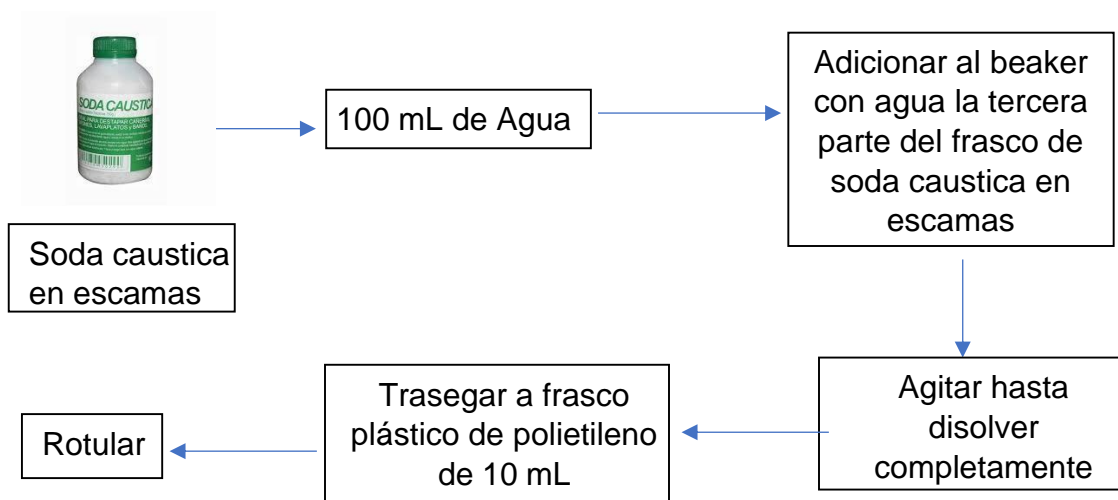 SODA CAUSTICA
Soda caustica
en escamas
100 mL de Agua
Adicionar al beaker
con agua la tercera
parte del frasco de
soda caustica en
escamas
Agitar hasta
disolver
completamente
Trasegar a frasco
plástico de polietileno
de 10 mL
Rotular